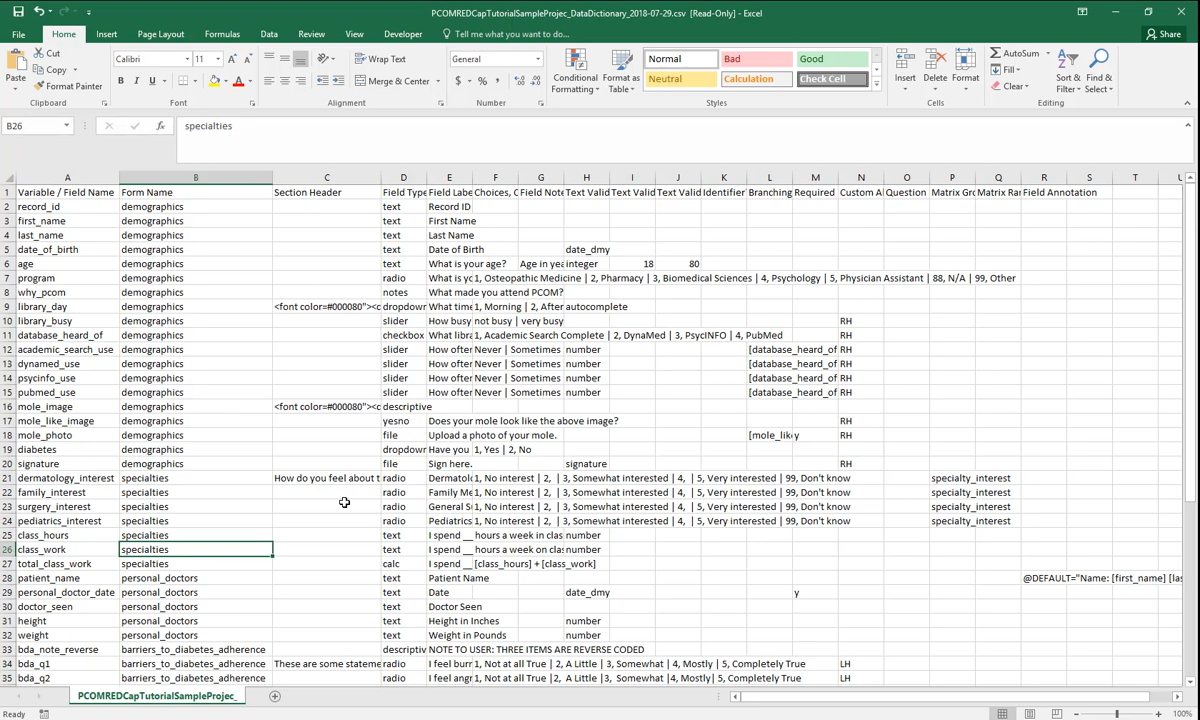 PCOMREDCapTutorialSampleProjec_DataDictionary_2018-07-29.csv [Read-Only] - Excel
File Home Insert Page Layout Formulas Data Review View Developer Tell me what you want to do... Share
Paste Cut Copy Format Painter Clipboard
Calibri 11 B I U A A A Font
Wrap Text Merge & Center Alignment
General $ % , Number
Conditional Formatting Format as Table Normal Bad Good Neutral Calculation Check Cell Styles
Insert Delete Format Cells
AutoSum Fill Clear Sort & Filter Find & Select Editing
B26 fx specialties
A B C D E F G H I J K L M N O P Q R S T U
1 Variable / Field Name Form Name Section Header Field Type Field Labe Choices, C Field Note Text Valid Text Valid Text Valid Identifier Branching Required Custom Al Question Matrix Gro Matrix Ran Field Annotation
2 record_id demographics text Record ID
3 first_name demographics text First Name
4 last_name demographics text Last Name
5 date_of_birth demographics text Date of Birth date_dmy
6 age demographics text What is your age? Age in yea integer 18 80
7 program demographics radio What is yo 1, Osteopathic Medicine | 2, Pharmacy | 3, Biomedical Sciences | 4, Psychology | 5, Physician Assistant | 88, N/A | 99, Other
8 why_pcom demographics notes What made you attend PCOM?
9 library_day demographics <font color=#000080"><c dropdown What time 1, Morning | 2, After autocomplete
10 library_busy demographics slider How busy not busy | very busy RH
11 database_heard_of demographics checkbox What libra 1, Academic Search Complete | 2, DynaMed | 3, PsycINFO | 4, PubMed
12 academic_search_use demographics slider How often Never | Sometimes number [database_heard_of RH
13 dynamed_use demographics slider How often Never | Sometimes number [database_heard_of RH
14 psycinfo_use demographics slider How often Never | Sometimes number [database_heard_of RH
15 pubmed_use demographics slider How often Never | Sometimes number [database_heard_of RH
16 mole_image demographics <font color=#000080"><c descriptive
17 mole_like_image demographics yesno Does your mole look like the above image? RH
18 mole_photo demographics file Upload a photo of your mole. [mole_lik y RH
19 diabetes demographics dropdown Have you 1, Yes | 2, No
20 signature demographics file Sign here. signature RH
21 dermatology_interest specialties How do you feel about t radio Dermatolo 1, No interest | 2, | 3, Somewhat interested | 4, | 5, Very interested | 99, Don't know specialty_interest
22 family_interest specialties radio Family Me 1, No interest | 2, | 3, Somewhat interested | 4, | 5, Very interested | 99, Don't know specialty_interest
23 surgery_interest specialties radio General Su 1, No interest | 2, | 3, Somewhat interested | 4, | 5, Very interested | 99, Don't know specialty_interest
24 pediatrics_interest specialties radio Pediatrics 1, No interest | 2, | 3, Somewhat interested | 4, | 5, Very interested | 99, Don't know specialty_interest
25 class_hours specialties text I spend __ hours a week in clas number
26 class_work specialties text I spend __ hours a week on clas number
27 total_class_work specialties calc I spend __ [class_hours] + [class_work]
28 patient_name personal_doctors text Patient Name @DEFAULT="Name: [first_name] [las
29 personal_doctor_date personal_doctors text Date date_dmy y
30 doctor_seen personal_doctors text Doctor Seen
31 height personal_doctors text Height in Inches number
32 weight personal_doctors text Weight in Pounds number
33 bda_note_reverse barriers_to_diabetes_adherence descriptiv NOTE TO USER: THREE ITEMS ARE REVERSE CODED
34 bda_q1 barriers_to_diabetes_adherence These are some stateme radio I feel burr 1, Not at all True | 2, A Little | 3, Somewhat | 4, Mostly | 5, Completely True LH
35 bda_q2 barriers_to_diabetes_adherence radio I feel angr 1, Not at all True |2, A Little |3, Somewhat |4, Mostly| 5, Completely True LH
PCOMREDCapTutorialSampleProjec_
Ready 100%